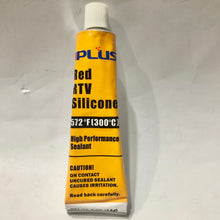 PLUS
Red
RTV
Silicone
572°F(300°C)
High Performance
Sealant
CAUTION!
ON CONTACT
UNCURED SEALANT
CAUSES IRRITATION.
Read back carefully.